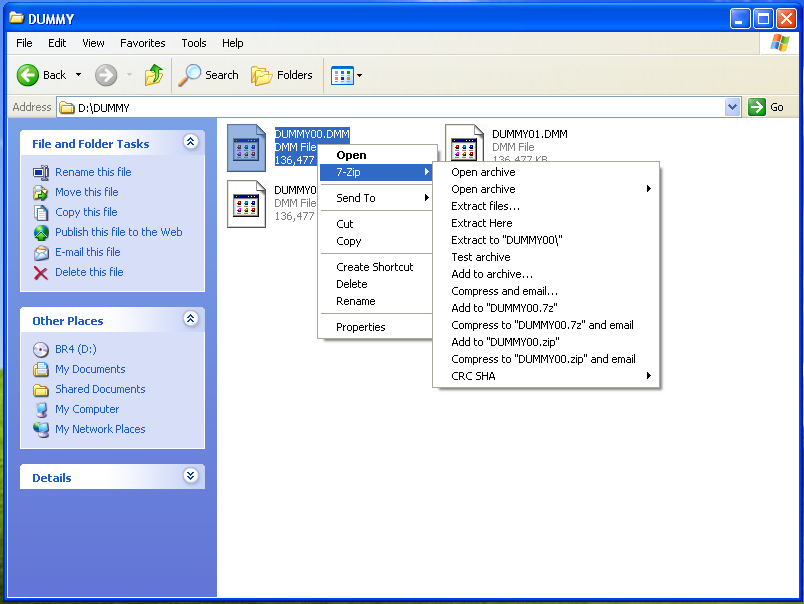 DUMMY
File Edit View Favorites Tools Help
Back Search Folders
Address D:\DUMMY Go
File and Folder Tasks
Rename this file
Move this file
Copy this file
Publish this file to the Web
E-mail this file
Delete this file
Other Places
BR4 (D:)
My Documents
Shared Documents
My Computer
My Network Places
Details
DUMMY00.DMM
DMM File
136,477
DUMMY01.DMM
DMM File
136,477 KB
DUMMY0
DMM File
136,477
Open
7-Zip
Send To
Cut
Copy
Create Shortcut
Delete
Rename
Properties
Open archive
Open archive
Extract files...
Extract Here
Extract to "DUMMY00\"
Test archive
Add to archive...
Compress and email...
Add to "DUMMY00.7z"
Compress to "DUMMY00.7z" and email
Add to "DUMMY00.zip"
Compress to "DUMMY00.zip" and email
CRC SHA